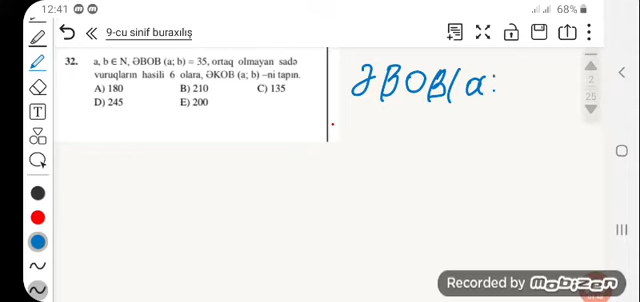 12:41
68%
9-cu sinif buraxılış
32. a, b ∈ N, ƏBOB (a; b) = 35, ortaq olmayan sadə
vuruqların hasili 6 olarsa, ƏKOB (a; b) –ni tapın.
A) 180 B) 210 C) 135
D) 245 E) 200
ƏBOB(a:
2
25
T
Recorded by mobizen